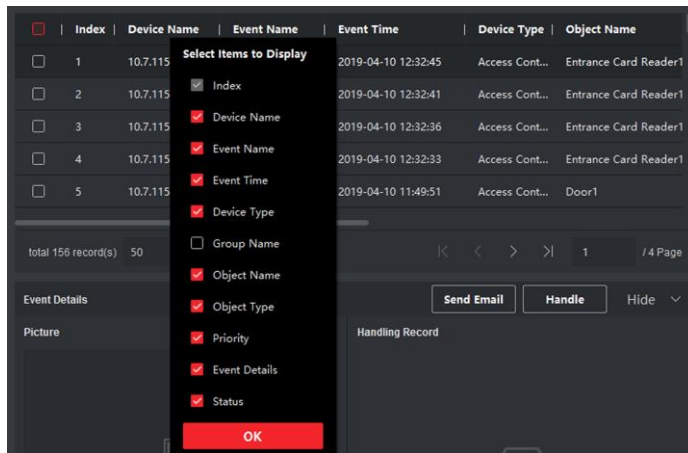 Index | Device Name | Event Name | Event Time | Device Type | Object Name
Select Items to Display
1 10.7.115 2019-04-10 12:32:45 Access Cont... Entrance Card Reader1
Index
2 10.7.115 2019-04-10 12:32:41 Access Cont... Entrance Card Reader1
Device Name
3 10.7.115 2019-04-10 12:32:36 Access Cont... Entrance Card Reader1
Event Name
4 10.7.115 2019-04-10 12:32:33 Access Cont... Entrance Card Reader1
Event Time
5 10.7.115 2019-04-10 11:49:51 Access Cont... Door1
Device Type
Group Name
total 156 record(s) 50 1 / 4 Page
Object Name
Event Details Send Email Handle Hide
Object Type
Picture Handling Record
Priority
Event Details
Status
OK